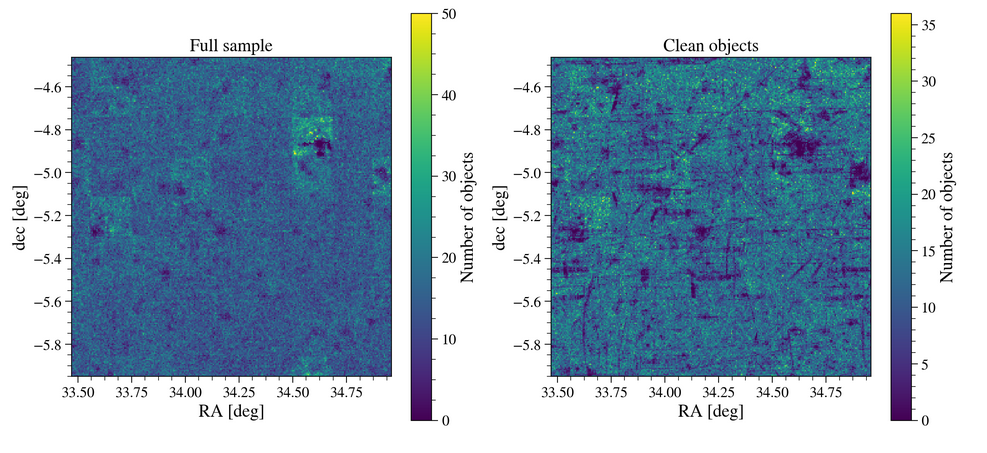 Full sample
−4.6
−4.8
−5.0
−5.2
−5.4
−5.6
−5.8
dec [deg]
33.50 33.75 34.00 34.25 34.50 34.75
RA [deg]
50
40
30
20
10
0
Number of objects
Clean objects
−4.6
−4.8
−5.0
−5.2
−5.4
−5.6
−5.8
dec [deg]
33.50 33.75 34.00 34.25 34.50 34.75
RA [deg]
35
30
25
20
15
10
5
0
Number of objects